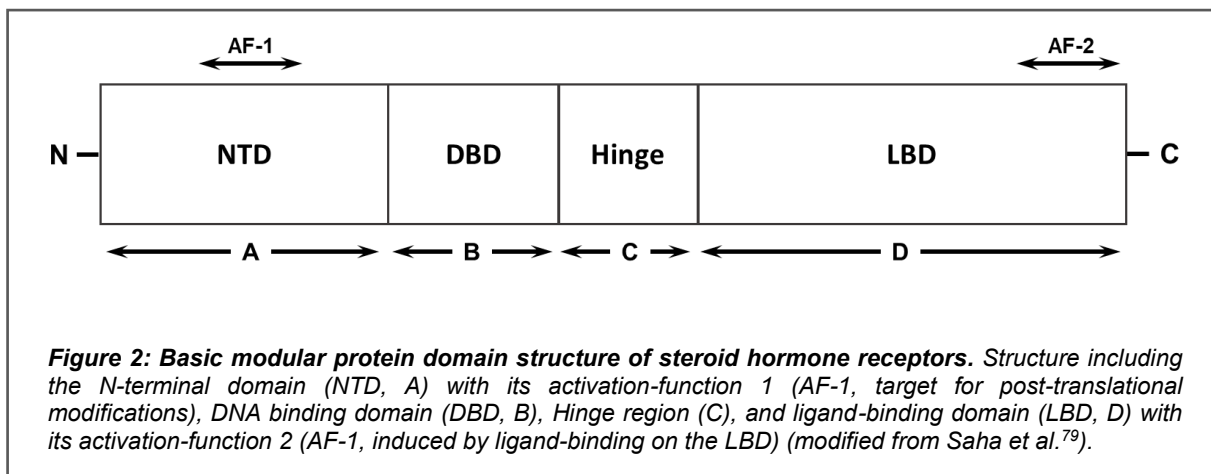 AF-1 AF-2
N NTD DBD Hinge LBD C
A B C D
Figure 2: Basic modular protein domain structure of steroid hormone receptors. Structure including
the N-terminal domain (NTD, A) with its activation-function 1 (AF-1, target for post-translational
modifications), DNA binding domain (DBD, B), Hinge region (C), and ligand-binding domain (LBD, D) with
its activation-function 2 (AF-1, induced by ligand-binding on the LBD) (modified from Saha et al.79).